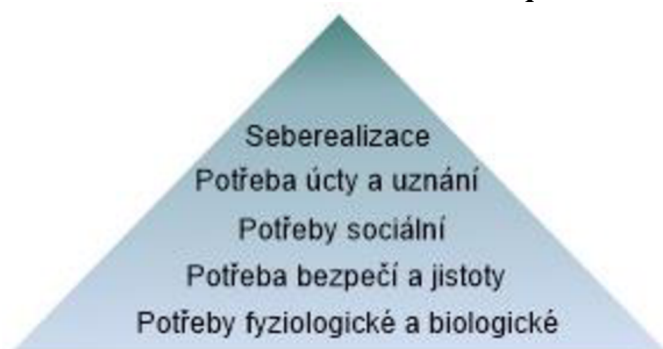 Seberealizace
Potřeba úcty a uznání
Potřeby sociální
Potřeba bezpečí a jistoty
Potřeby fyziologické a biologické